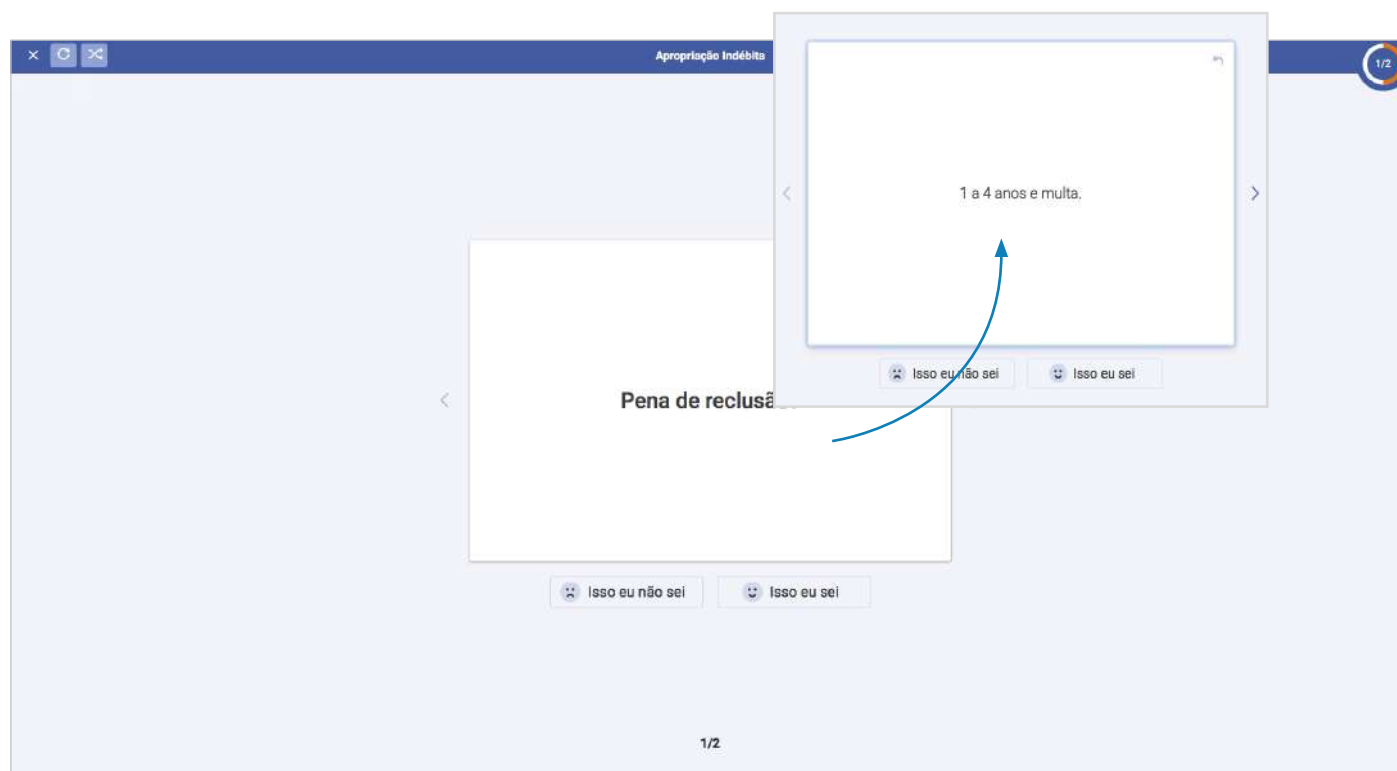 Apropriação Indébita
1/2
1 a 4 anos e multa.
Isso eu não sei
Isso eu sei
Pena de
Isso eu não sei
Isso eu sei
1/2